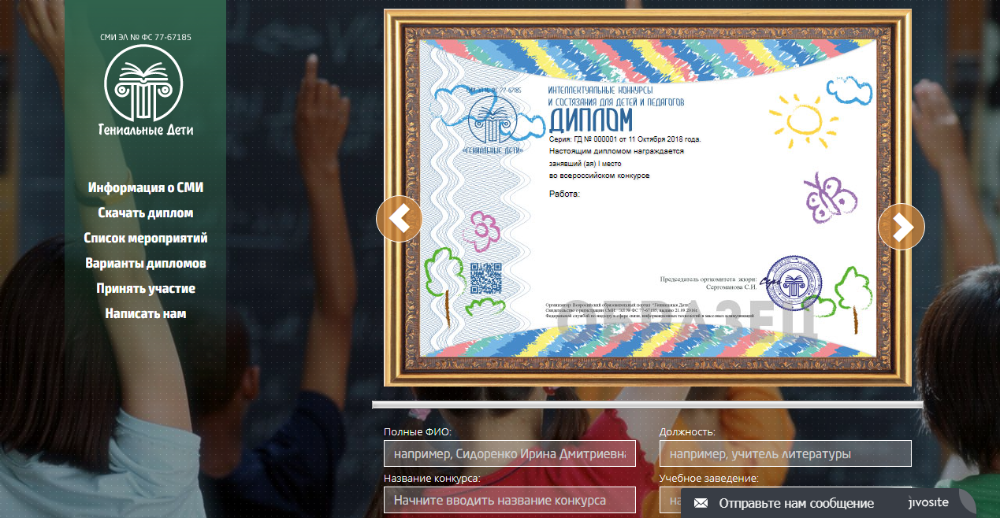 СМИ ЭЛ № ФС 77-67185
Гениальные Дети
Информация о СМИ
Скачать диплом
Список мероприятий
Варианты дипломов
Принять участие
Написать нам
СМИ ЭЛ № ФС 77-67185
«ГЕНИАЛЬНЫЕ ДЕТИ»
ИНТЕЛЛЕКТУАЛЬНЫЕ КОНКУРСЫ
И СОСТЯЗАНИЯ ДЛЯ ДЕТЕЙ И ПЕДАГОГОВ
ДИПЛОМ
Серия: ГД № 000001 от 11 Октября 2018 года.
Настоящим дипломом награждается
занявший (ая) I место
во всероссийском конкурсе
Работа:
Председатель оргкомитета жюри:
Сергоманова С.И.
Организатор: Всероссийский образовательный портал "Гениальные Дети"
Свидетельство о регистрации СМИ: ЭЛ № ФС 77-67185, выдано 21.09.2016г.
Федеральной службой по надзору в сфере связи, информационных технологий и массовых коммуникаций
ОБРАЗЕЦ
Полные ФИО:
например, Сидоренко Ирина Дмитриевна
Должность:
например, учитель литературы
Название конкурса:
Начните вводить название конкурса
Учебное заведение:
на
Отправьте нам сообщение
jivosite